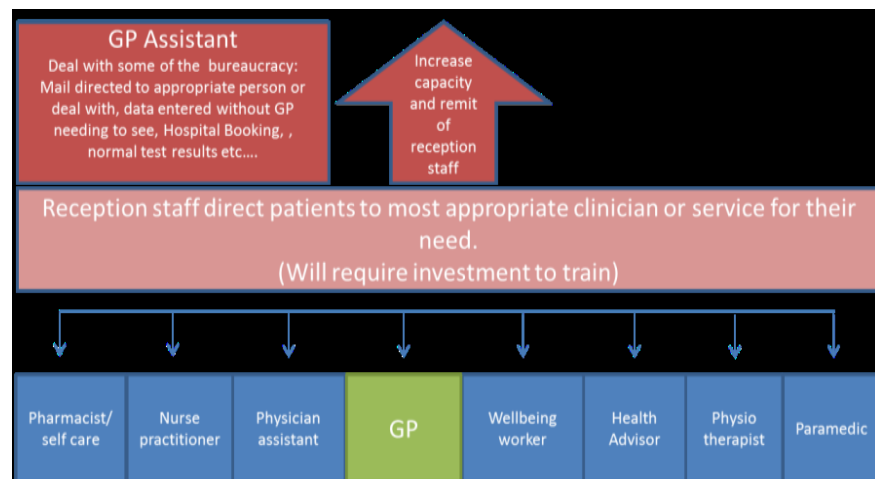 GP Assistant
Deal with some of the bureaucracy:
Mail directed to appropriate person or
deal with, data entered without GP
needing to see, Hospital Booking, ,
normal test results etc....
Increase
capacity
and remit
of
reception
staff
Reception staff direct patients to most appropriate clinician or service for their
need.
(Will require investment to train)
Pharmacist/
self care
Nurse
practitioner
Physician
assistant
GP
Wellbeing
worker
Health
Advisor
Physio
therapist
Paramedic